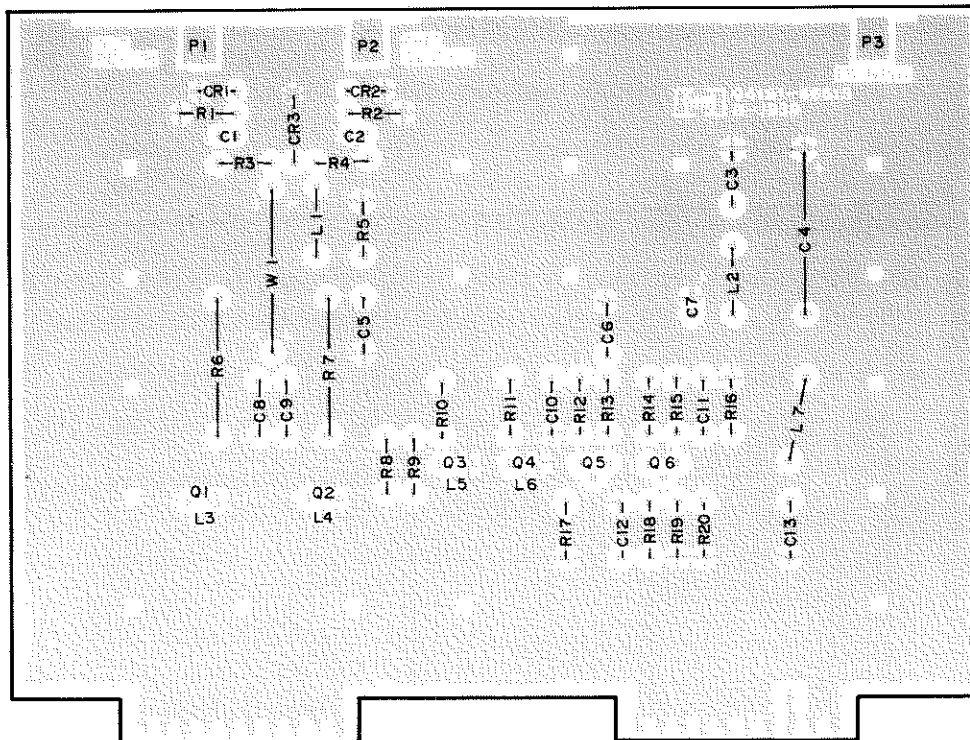 P1 P2 P3
CR1 CR2
R1 CR3 R2
C1 C2
R3 R4 C3
L1 R5 C4
W1 L2
C5 C6 C7
R6 R7
C8 C9 R10 R11 C10 R12 R13 R14 R15 C11 R16 L7
R8 R9 Q3 Q4 Q5 Q6
L5 L6
Q1 Q2
L3 L4
R17 C12 R18 R19 R20 C13